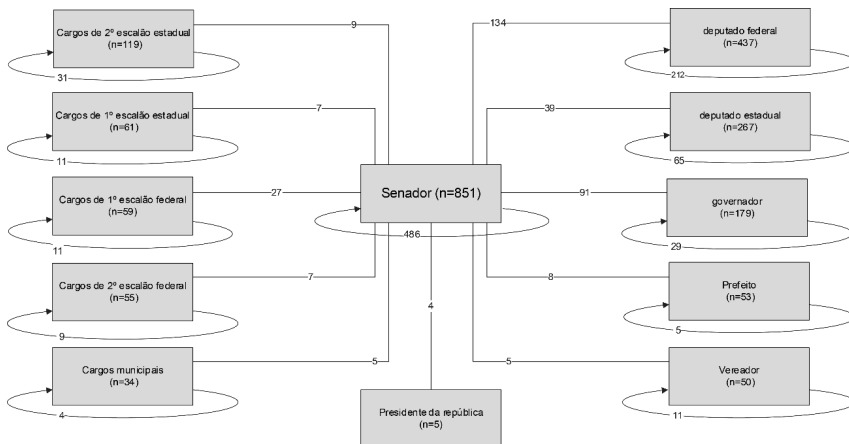 Cargos de 2º escalão estadual
(n=119)
31
9
Cargos de 1º escalão estadual
(n=61)
11
7
Cargos de 1º escalão federal
(n=59)
11
27
Cargos de 2º escalão federal
(n=55)
9
7
Cargos municipais
(n=34)
4
5
Senador (n=851)
486
4
Presidente da república
(n=5)
134
deputado federal
(n=437)
212
39
deputado estadual
(n=267)
65
91
governador
(n=179)
29
8
Prefeito
(n=53)
5
5
Vereador
(n=50)
11